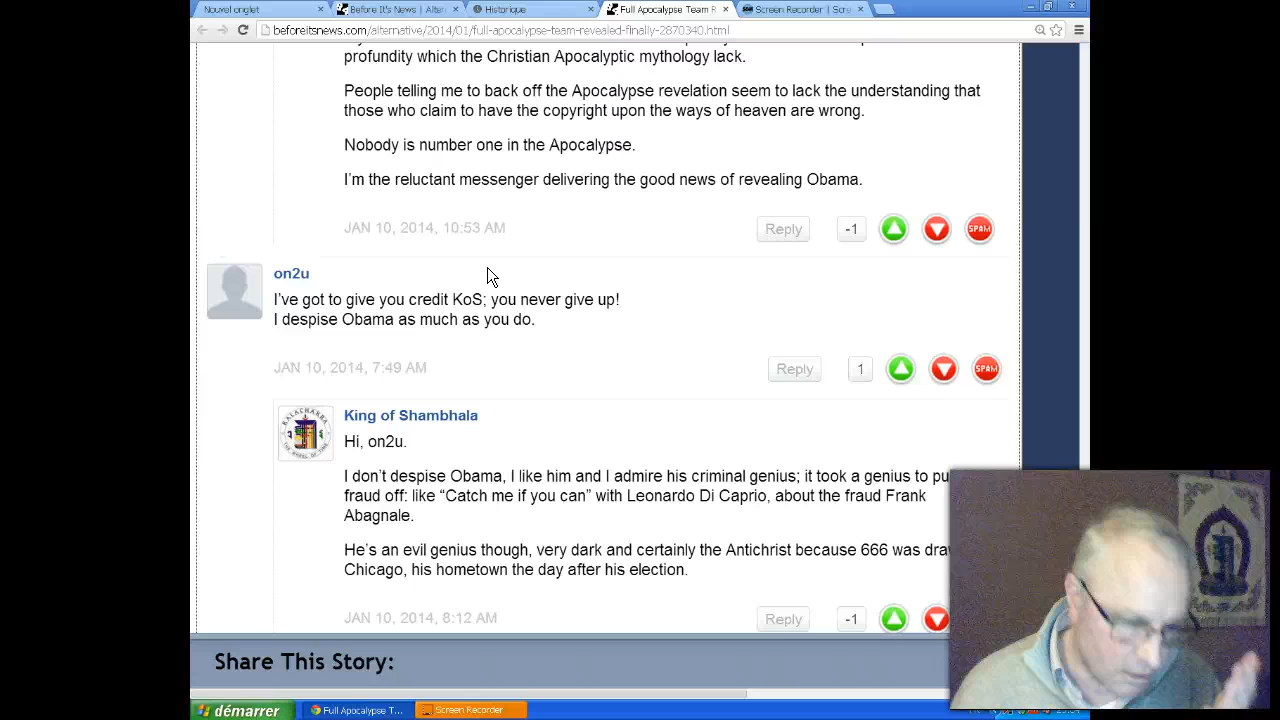 Nouvel onglet
Before It's News | Altern
Historique
Full Apocalypse Team R
Screen Recorder | Scre
beforeitsnews.com/alternative/2014/01/full-apocalypse-team-revealed-finally-2870340.html
profundity which the Christian Apocalyptic mythology lack.
People telling me to back off the Apocalypse revelation seem to lack the understanding that
those who claim to have the copyright upon the ways of heaven are wrong.
Nobody is number one in the Apocalypse.
I'm the reluctant messenger delivering the good news of revealing Obama.
JAN 10, 2014, 10:53 AM
Reply
-1
SPAM
on2u
I've got to give you credit KoS; you never give up!
I despise Obama as much as you do.
JAN 10, 2014, 7:49 AM
Reply
1
SPAM
KALACHAKRA
King of Shambhala
Hi, on2u.
I don't despise Obama, I like him and I admire his criminal genius; it took a genius to pu
fraud off: like “Catch me if you can” with Leonardo Di Caprio, about the fraud Frank
Abagnale.
He's an evil genius though, very dark and certainly the Antichrist because 666 was dra
Chicago, his hometown the day after his election.
JAN 10, 2014, 8:12 AM
Reply
-1
Share This Story:
démarrer
Full Apocalypse T...
Screen Recorder